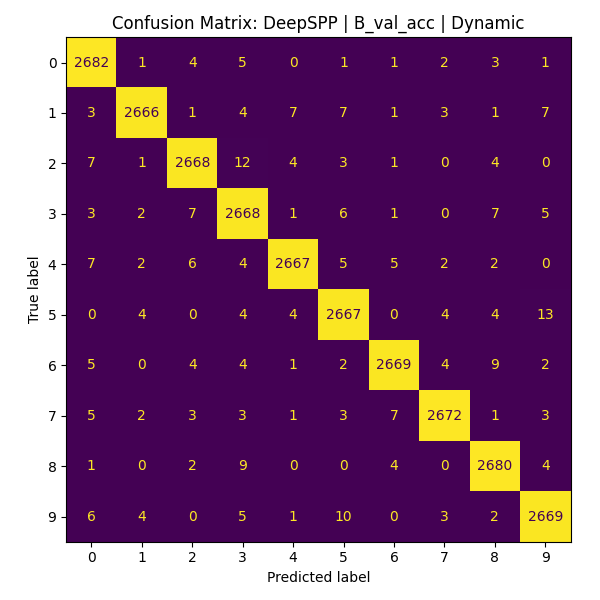 Confusion Matrix: DeepSPP | B_val_acc | Dynamic
0 2682 1 4 5 0 1 1 2 3 1
1 3 2666 1 4 7 7 1 3 1 7
2 7 1 2668 12 4 3 1 0 4 0
3 3 2 7 2668 1 6 1 0 7 5
4 7 2 6 4 2667 5 5 2 2 0
5 0 4 0 4 4 2667 0 4 4 13
6 5 0 4 4 1 2 2669 4 9 2
7 5 2 3 3 1 3 7 2672 1 3
8 1 0 2 9 0 0 4 0 2680 4
9 6 4 0 5 1 10 0 3 2 2669
0 1 2 3 4 5 6 7 8 9
True label
Predicted label